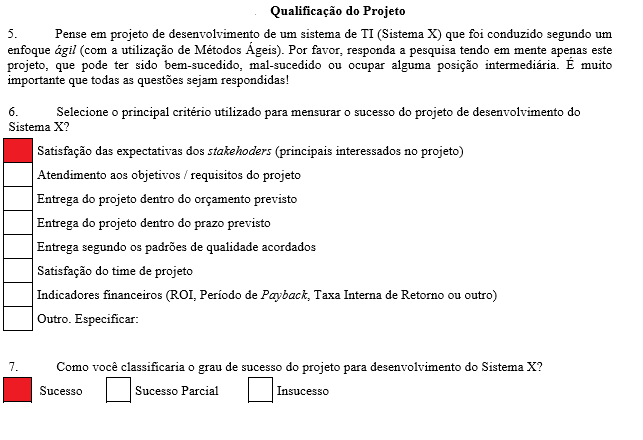 Qualificação do Projeto
5. Pense em projeto de desenvolvimento de um sistema de TI (Sistema X) que foi conduzido segundo um
enfoque ágil (com a utilização de Métodos Ágeis). Por favor, responda a pesquisa tendo em mente apenas este
projeto, que pode ter sido bem-sucedido, mal-sucedido ou ocupar alguma posição intermediária. É muito
importante que todas as questões sejam respondidas!
6. Selecione o principal critério utilizado para mensurar o sucesso do projeto de desenvolvimento do
Sistema X?
Satisfação das expectativas dos stakehoders (principais interessados no projeto)
Atendimento aos objetivos / requisitos do projeto
Entrega do projeto dentro do orçamento previsto
Entrega do projeto dentro do prazo previsto
Entrega segundo os padrões de qualidade acordados
Satisfação do time de projeto
Indicadores financeiros (ROI, Período de Payback, Taxa Interna de Retorno ou outro)
Outro. Especificar:
7. Como você classificaria o grau de sucesso do projeto para desenvolvimento do Sistema X?
Sucesso Sucesso Parcial Insucesso